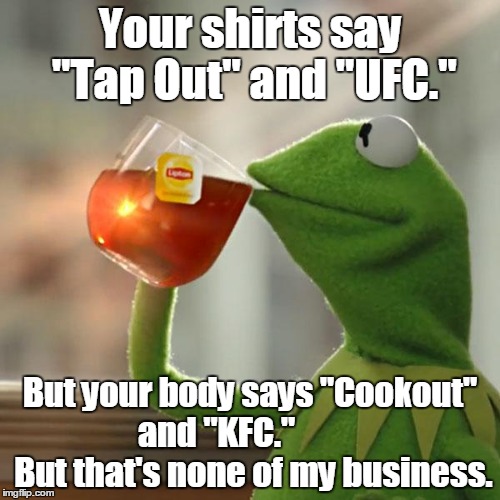 Your shirts say
"Tap Out" and "UFC."
Lipton
But your body says "Cookout"
and "KFC."
But that's none of my business.
imgflip.com